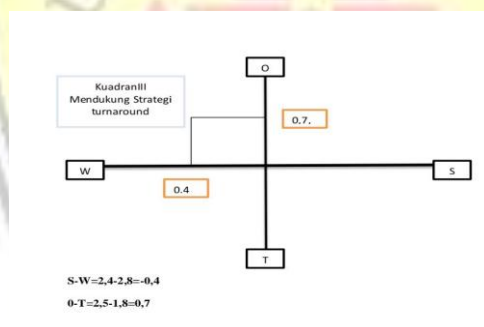 O
KuadranIII
Mendukung Strategi
turnaround
0,7.
W
S
0.4
T
S-W=2,4-2,8=-0,4
0-T=2,5-1,8=0,7